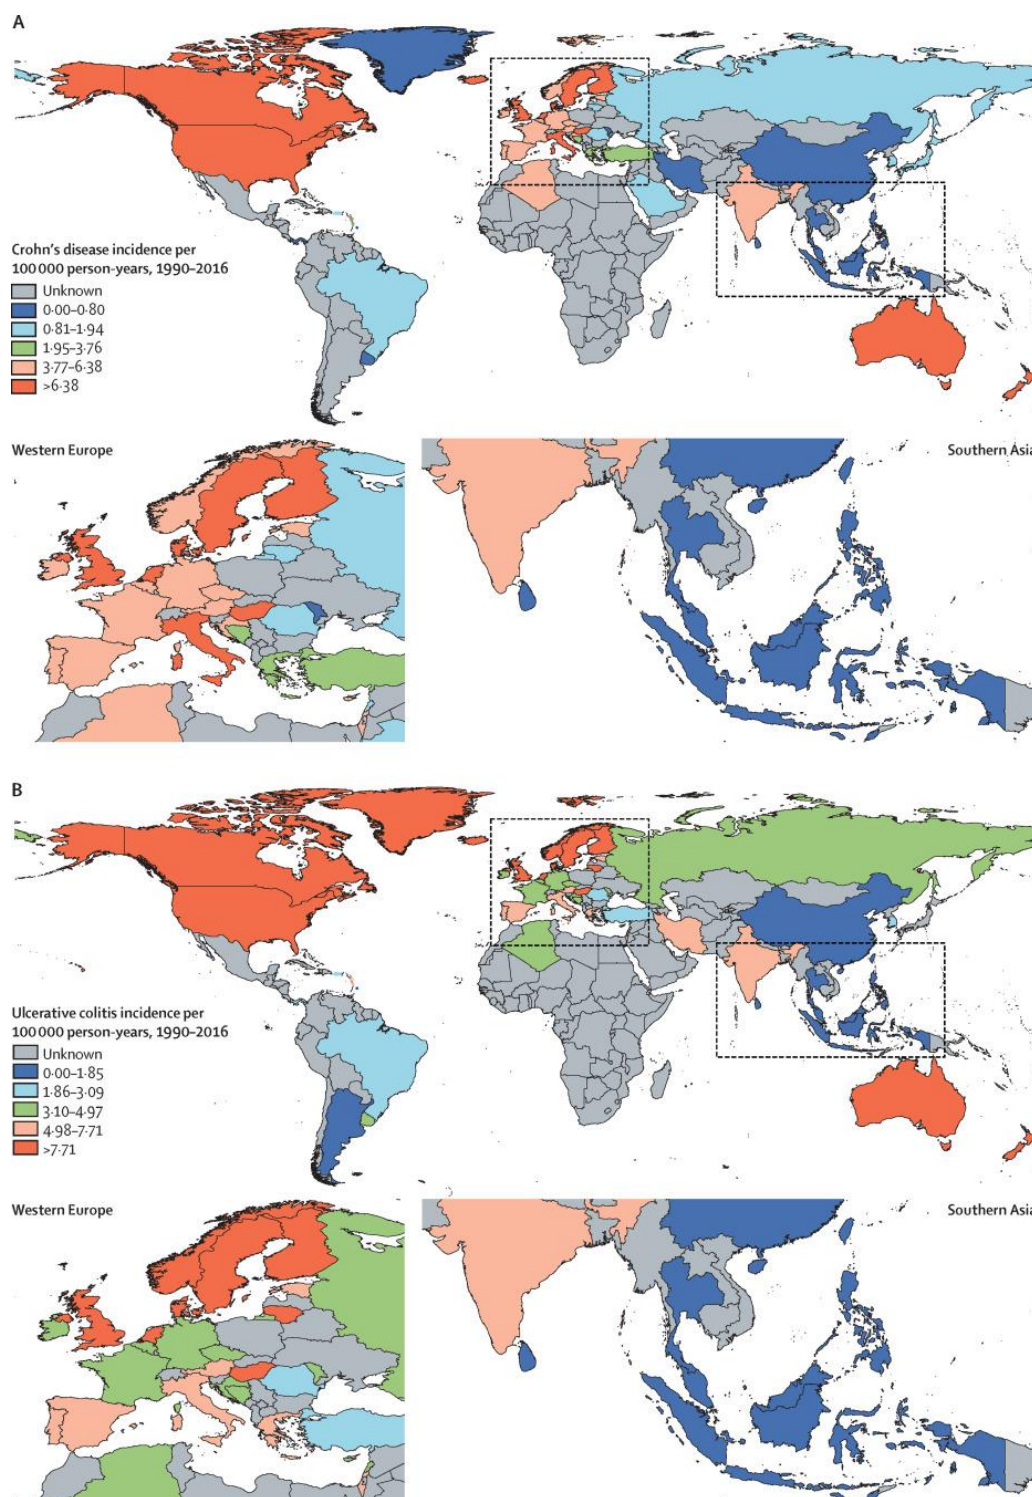 A
Crohn's disease incidence per
100 000 person-years, 1990–2016
Unknown
0·00–0·80
0·81–1·94
1·95–3·76
3·77–6·38
>6·38
Western Europe
Southern Asia
B
Ulcerative colitis incidence per
100 000 person-years, 1990–2016
Unknown
0·00–1·85
1·86–3·09
3·10–4·97
4·98–7·71
>7·71
Western Europe
Southern Asia